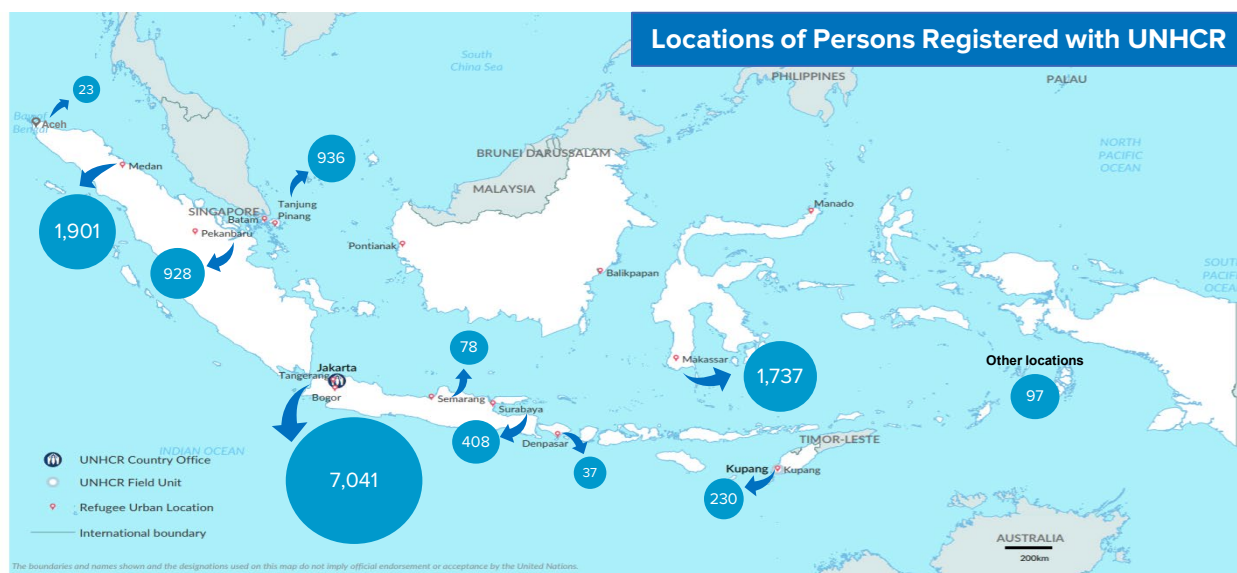 Locations of Persons Registered with UNHCR
South
China Sea
PHILIPPINES
PALAU
23
Aceh
Bengal
936
BRUNEI DARUSSALAM
NORTH
PACIFIC
OCEAN
Medan
MALAYSIA
Tanjung
Pinang
SINGAPORE
Batam
Manado
1,901
Pekanbaru
Pontianak
928
Balikpapan
78
Makassar
Other locations
Jakarta
Tangerang
1,737
Bogor
97
Semarang
Surabaya
408
Denpasar
TIMOR-LESTE
INDIAN OCEAN
37
Kupang
Kupang
7,041
230
UNHCR Country Office
UNHCR Field Unit
Refugee Urban Location
International boundary
AUSTRALIA
200km
The boundaries and names shown and the designations used on this map do not imply official endorsement or acceptance by the United Nations.